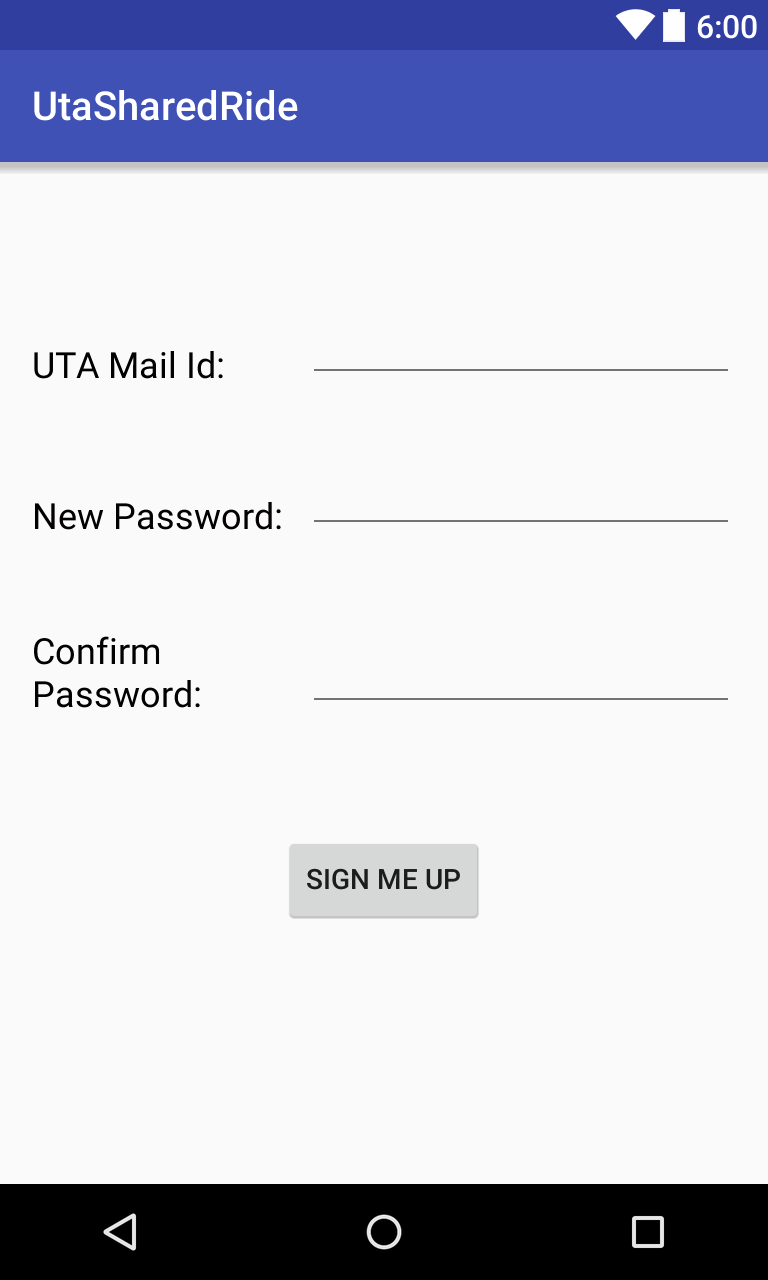 6:00
UtaSharedRide
UTA Mail Id:
New Password:
Confirm
Password:
SIGN ME UP